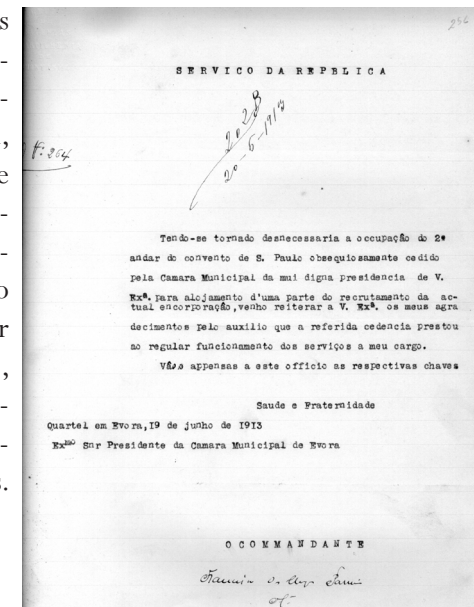 256
SERVICO DA REPBLICA
2028
20-6-1913
Nº: 264
Tendo-se tornado desnecessaria a occupação do 2º
andar do convento de S. Paulo obsequiosamente cedido
pela Camara Municipal da mui digna presidencia de V.
Exª. para alojamento d'uma parte do recrutamento da ac-
tual encorporação,venho reiterar a V. Exª. os meus agra
decimentos pelo auxilio que a referida cedencia prestou
ao regular funcionamento dos serviços a meu cargo.
Vão appensas a este officio as respectivas chaves
Saude e Fraternidade
Quartel em Evora,I9 de junho de 1913
Exmo Snr Presidente da Camara Municipal de Evora
O COMMANDANTE